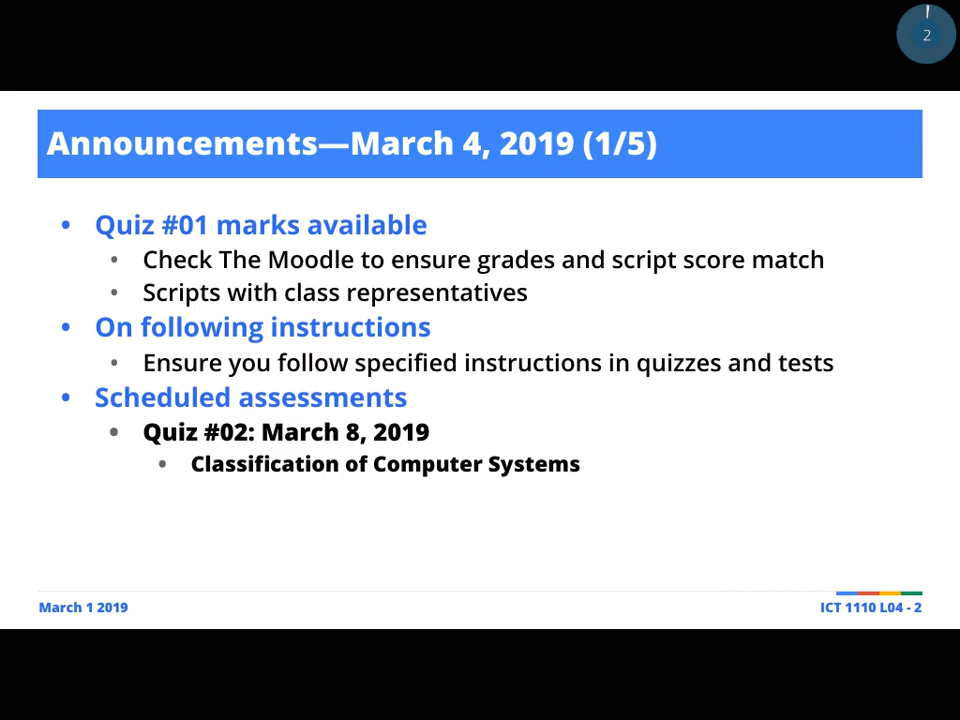 2
Announcements—March 4, 2019 (1/5)
• Quiz #01 marks available
• Check The Moodle to ensure grades and script score match
• Scripts with class representatives
• On following instructions
• Ensure you follow specified instructions in quizzes and tests
• Scheduled assessments
• Quiz #02: March 8, 2019
• Classification of Computer Systems
March 1 2019
ICT 1110 L04 - 2